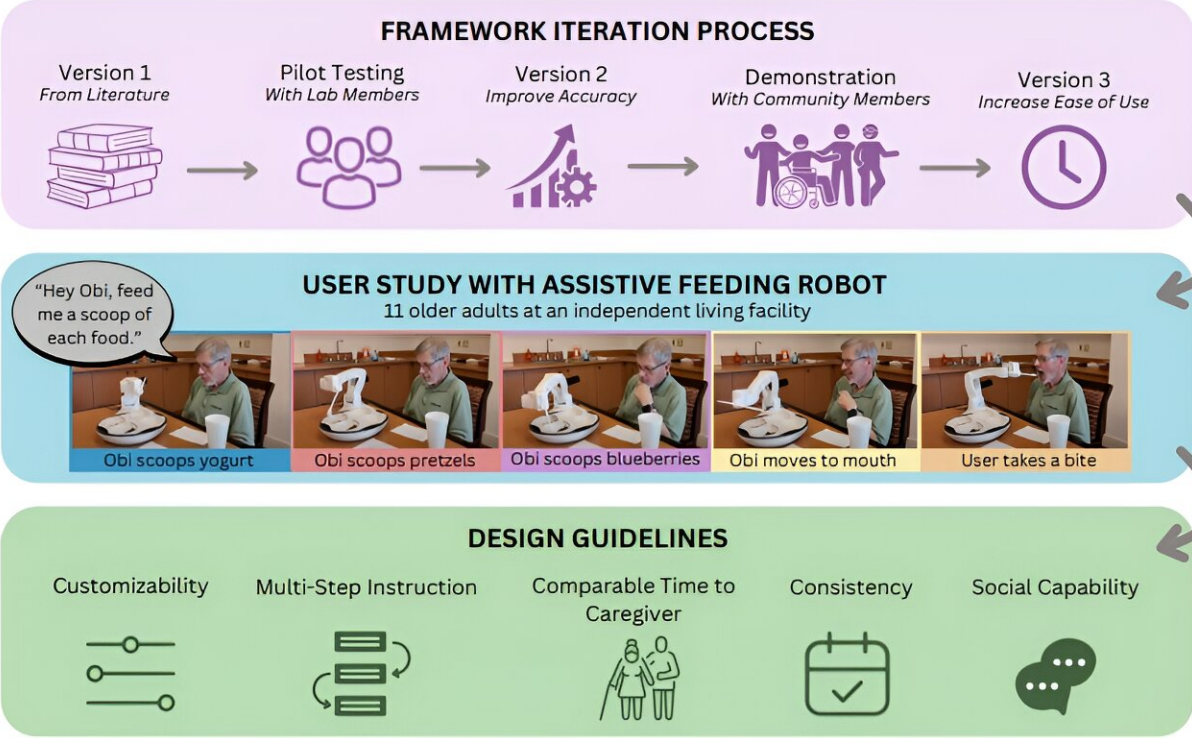 FRAMEWORK ITERATION PROCESS
Version 1
From Literature
Pilot Testing
With Lab Members
Version 2
Improve Accuracy
Demonstration
With Community Members
Version 3
Increase Ease of Use
USER STUDY WITH ASSISTIVE FEEDING ROBOT
11 older adults at an independent living facility
“Hey Obi, feed
me a scoop of
each food.”
Obi scoops yogurt
Obi scoops pretzels
Obi scoops blueberries
Obi moves to mouth
User takes a bite
DESIGN GUIDELINES
Customizability
Multi-Step Instruction
Comparable Time to
Caregiver
Consistency
Social Capability